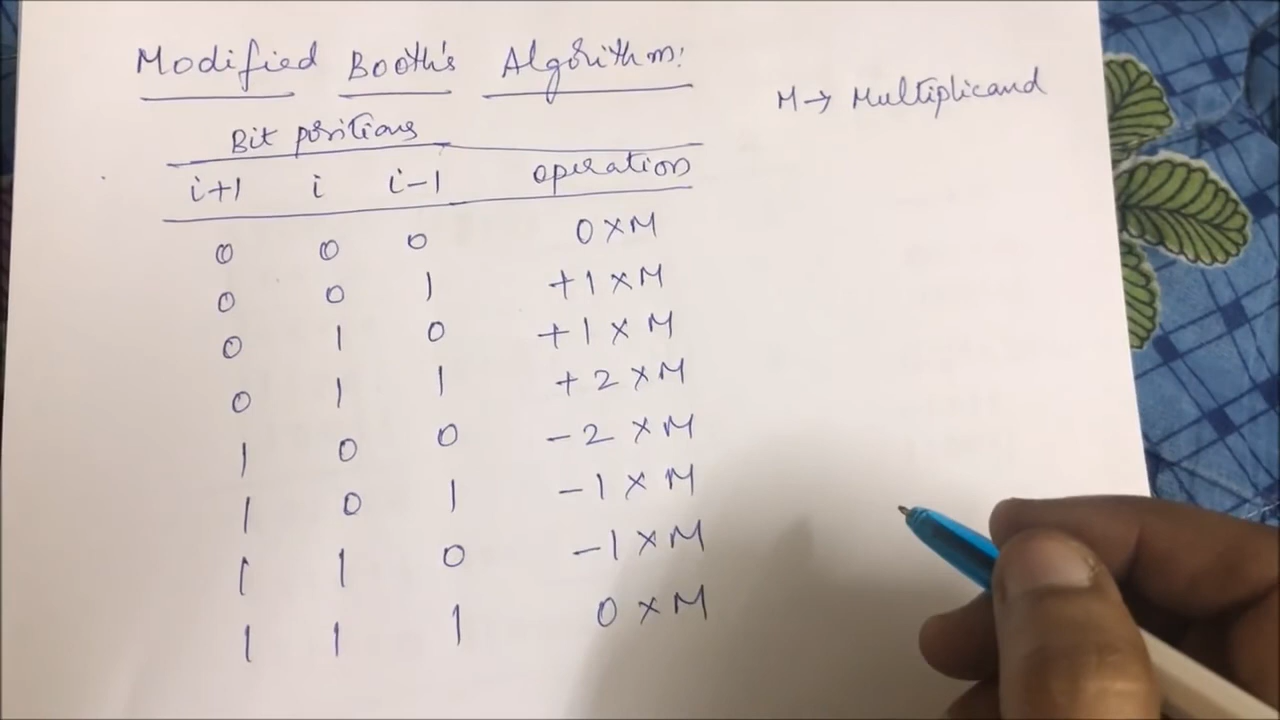 Modified Booth's Algorithm:
M → Multiplicand
Bit positions
i+1 i i-1 operation
0 0 0 0 × M
0 0 1 +1 × M
0 1 0 +1 × M
0 1 1 +2 × M
1 0 0 -2 × M
1 0 1 -1 × M
1 1 0 -1 × M
1 1 1 0 × M